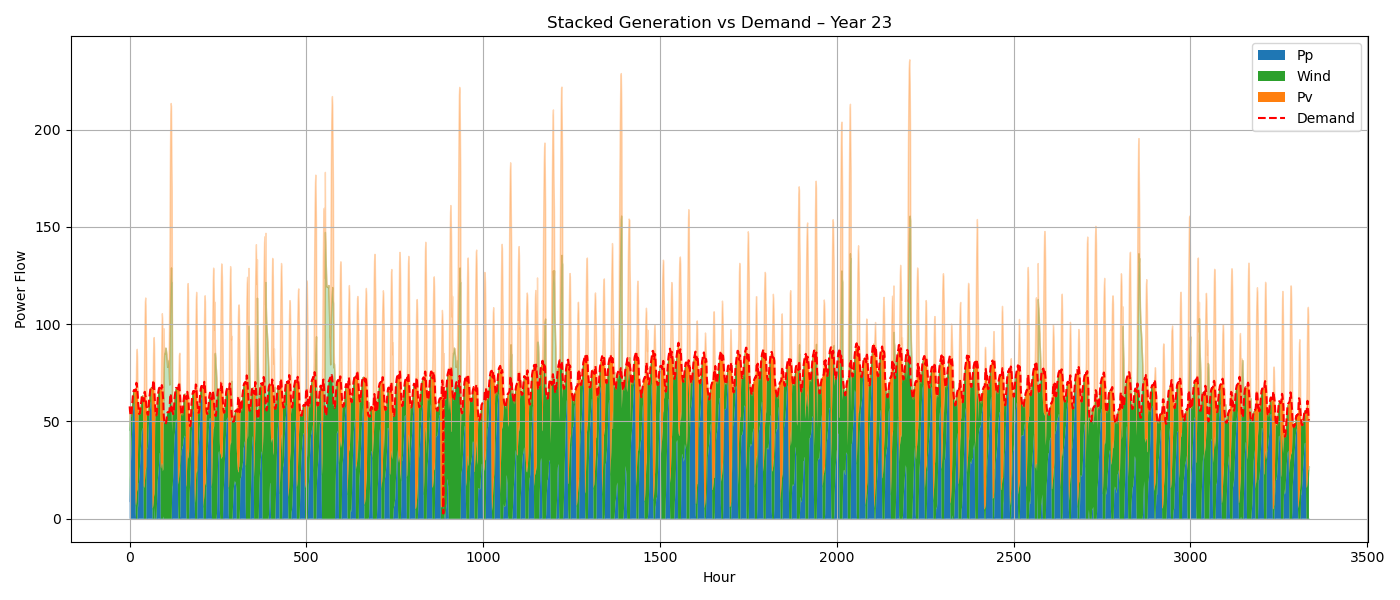 Stacked Generation vs Demand – Year 23
Power Flow
200
150
100
50
0
Pp
Wind
Pv
Demand
0 500 1000 1500 2000 2500 3000 3500
Hour